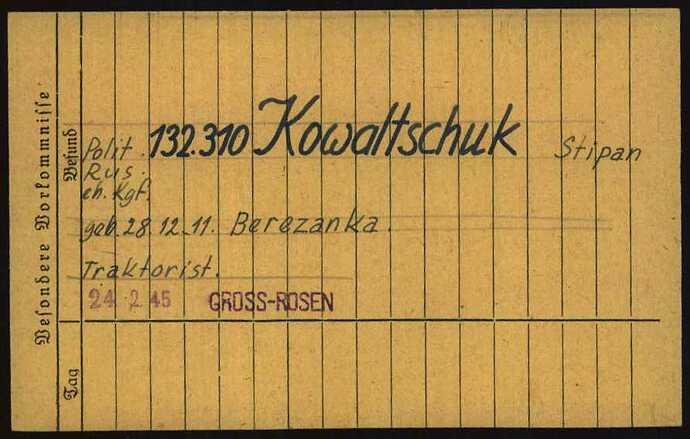 Besondere Vorkommnisse
Befund
Tag
Polit. 132.310 Kowaltschuk Stipan
Rus.
eh. Kgf.
geb. 28.12.11. Berezanka.
Traktorist.
24 2 45 GROSS-ROSEN